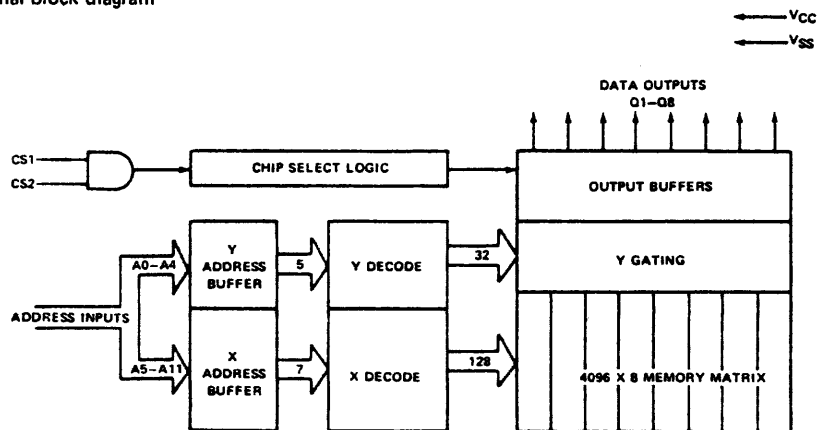 nal block diagram
VCC
VSS
DATA OUTPUTS
Q1–Q8
CS1
CS2
CHIP SELECT LOGIC
OUTPUT BUFFERS
ADDRESS INPUTS
A0–A4
Y
ADDRESS
BUFFER
5
Y DECODE
32
Y GATING
A5–A11
X
ADDRESS
BUFFER
7
X DECODE
128
4096 X 8 MEMORY MATRIX